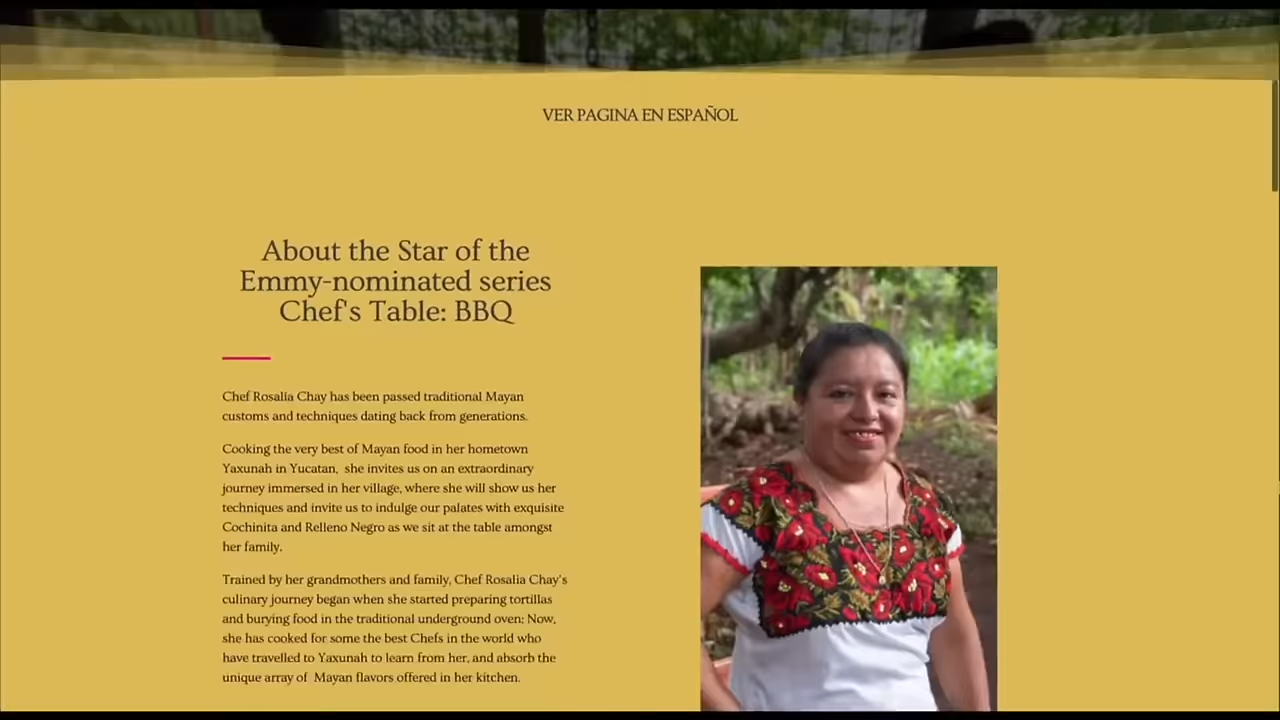 VER PAGINA EN ESPAÑOL
About the Star of the
Emmy-nominated series
Chef's Table: BBQ
Chef Rosalia Chay has been passed traditional Mayan
customs and techniques dating back from generations.
Cooking the very best of Mayan food in her hometown
Yaxunah in Yucatan, she invites us on an extraordinary
journey immersed in her village, where she will show us her
techniques and invite us to indulge our palates with exquisite
Cochinita and Relleno Negro as we sit at the table amongst
her family.
Trained by her grandmothers and family, Chef Rosalia Chay's
culinary journey began when she started preparing tortillas
and burying food in the traditional underground oven; Now,
she has cooked for some the best Chefs in the world who
have travelled to Yaxunah to learn from her, and absorb the
unique array of Mayan flavors offered in her kitchen.